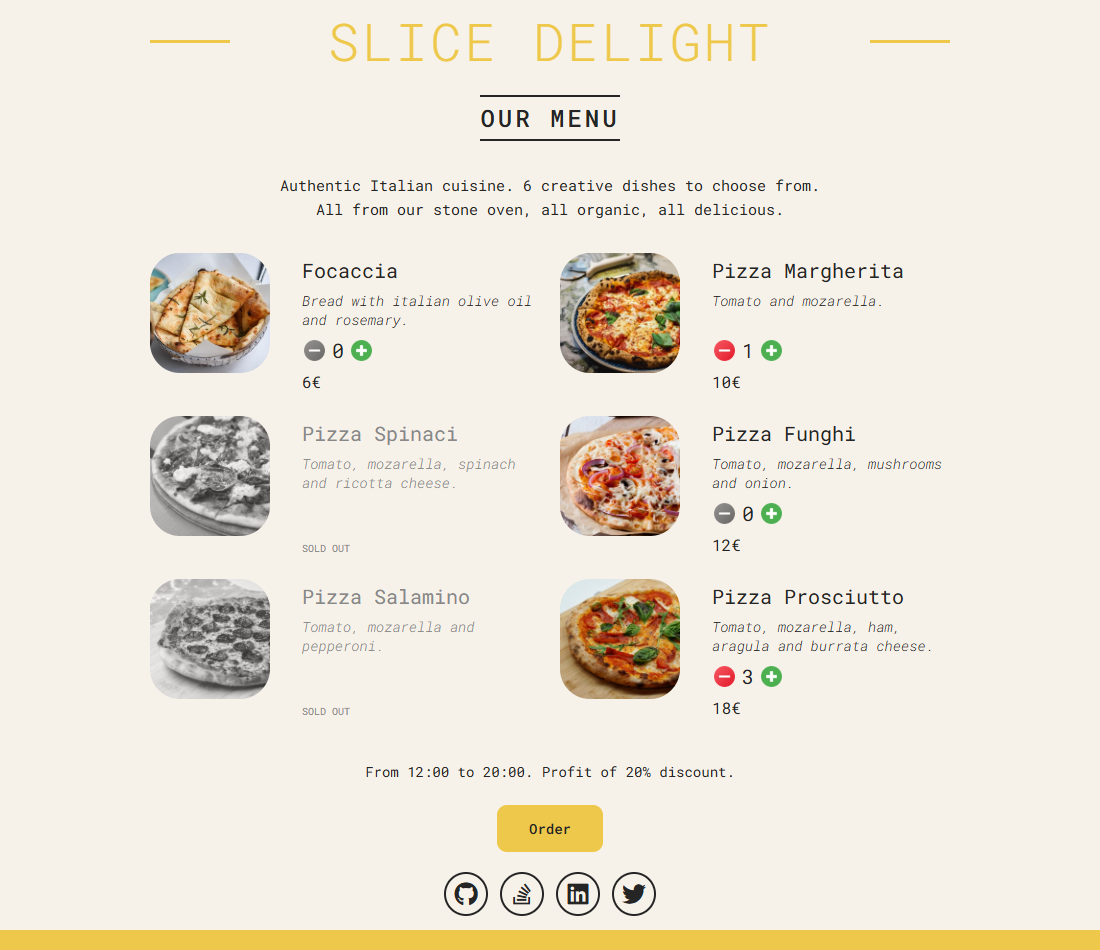 SLICE DELIGHT
OUR MENU
Authentic Italian cuisine. 6 creative dishes to choose from.
All from our stone oven, all organic, all delicious.
Focaccia
Bread with italian olive oil
and rosemary.
0
6€
Pizza Margherita
Tomato and mozarella.
1
10€
Pizza Spinaci
Tomato, mozarella, spinach
and ricotta cheese.
SOLD OUT
Pizza Funghi
Tomato, mozarella, mushrooms
and onion.
0
12€
Pizza Salamino
Tomato, mozarella and
pepperoni.
SOLD OUT
Pizza Prosciutto
Tomato, mozarella, ham,
aragula and burrata cheese.
3
18€
From 12:00 to 20:00. Profit of 20% discount.
Order
in